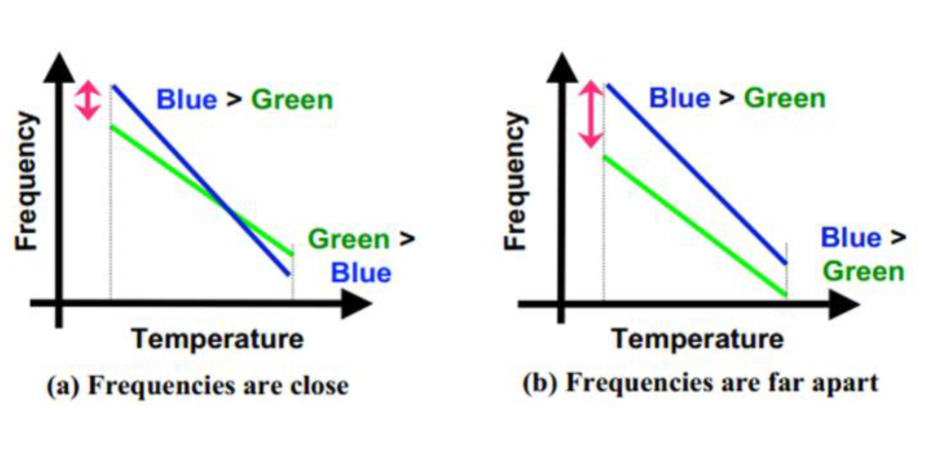 Frequency
Blue > Green
Green >
Blue
Temperature
(a) Frequencies are close
Frequency
Blue > Green
Blue >
Green
Temperature
(b) Frequencies are far apart